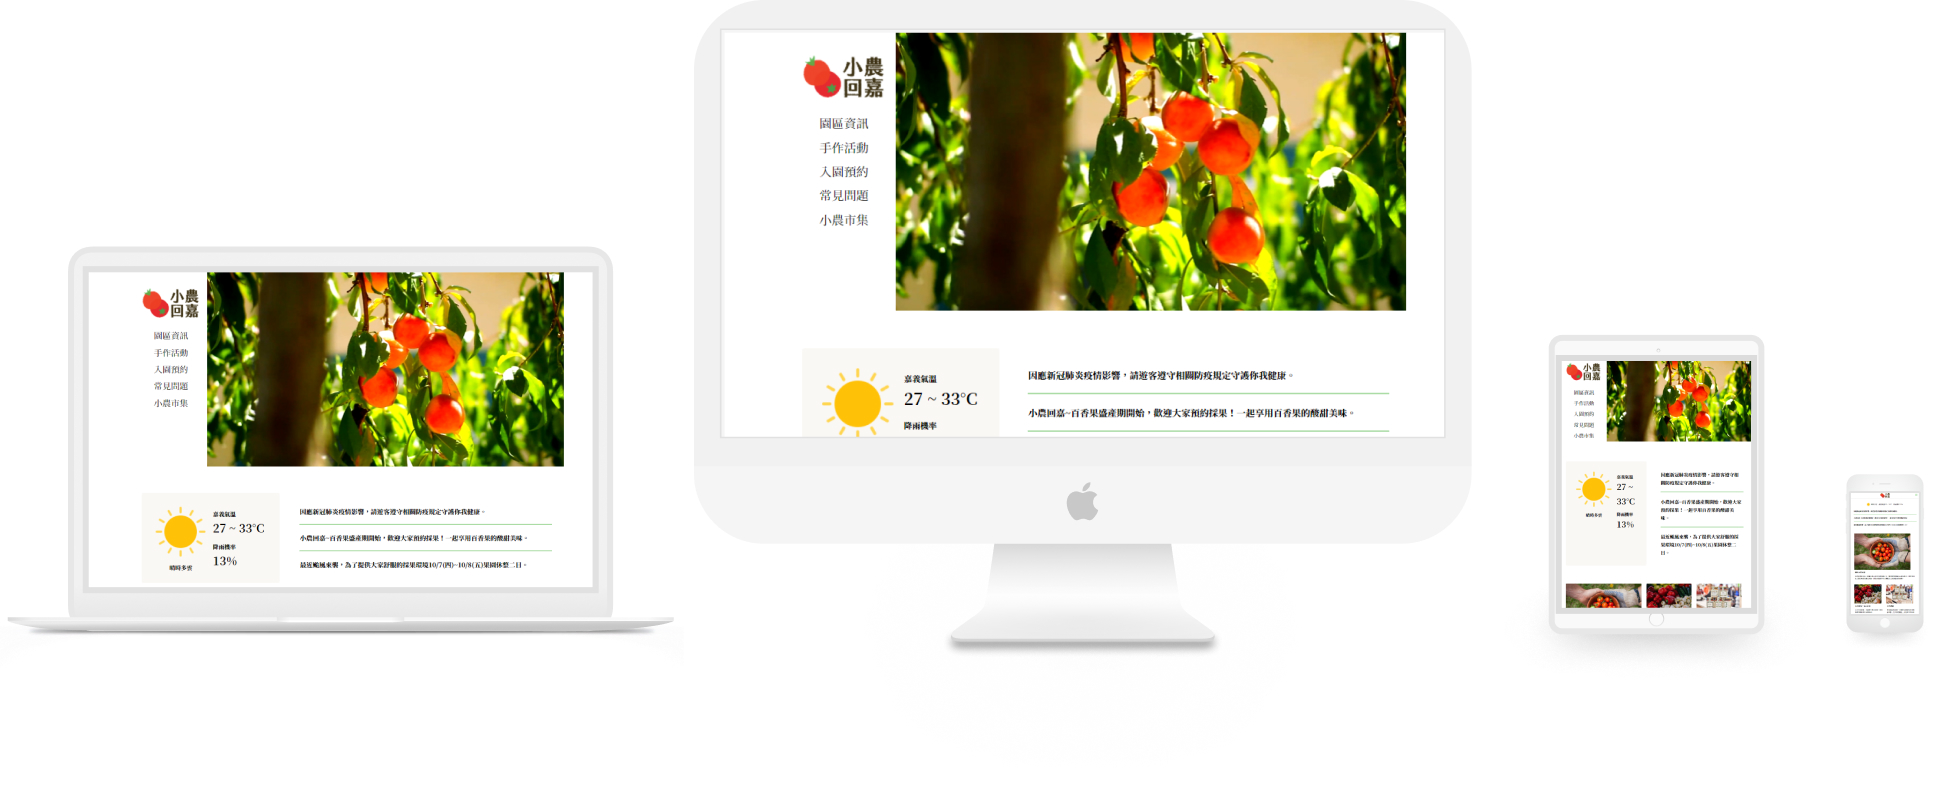 小農
回嘉
園區資訊
手作活動
入園預約
常見問題
小農市集
嘉義氣溫
27 ~ 33°C
降雨機率
13%
晴時多雲
因應新冠肺炎疫情影響，請遊客遵守相關防疫規定守護你我健康。
小農回嘉-百香果盛產期開始，歡迎大家預約採果！一起享用百香果的酸甜美味。
最近颱風來襲，為了提供大家舒服的採果環境10/7(四)~10/8(五)果園休整二日。
小農
回嘉
園區資訊
手作活動
入園預約
常見問題
小農市集
嘉義氣溫
27 ~ 33°C
降雨機率
因應新冠肺炎疫情影響，請遊客遵守相關防疫規定守護你我健康。
小農回嘉-百香果盛產期開始，歡迎大家預約採果！一起享用百香果的酸甜美味。
小農
回嘉
園區資訊
手作活動
入園預約
常見問題
小農市集
嘉義氣溫
27 ~
33°C
降雨機率
13%
晴時多雲
因應新冠肺炎疫情影響，請遊客遵守相
關防疫規定守護你我健康。
小農回嘉-百香果盛產期開始，歡迎大家
預約採果！一起享用百香果的酸甜美
味。
最近颱風來襲，為了提供大家舒服的採
果環境10/7(四)~10/8(五)果園休整二
日。